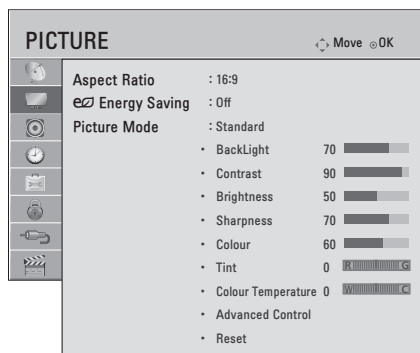 PICTURE Move OK
Aspect Ratio : 16:9
Energy Saving : Off
Picture Mode : Standard
• BackLight 70
• Contrast 90
• Brightness 50
• Sharpness 70
• Colour 60
• Tint 0 R G
• Colour Temperature 0 W C
• Advanced Control
• Reset